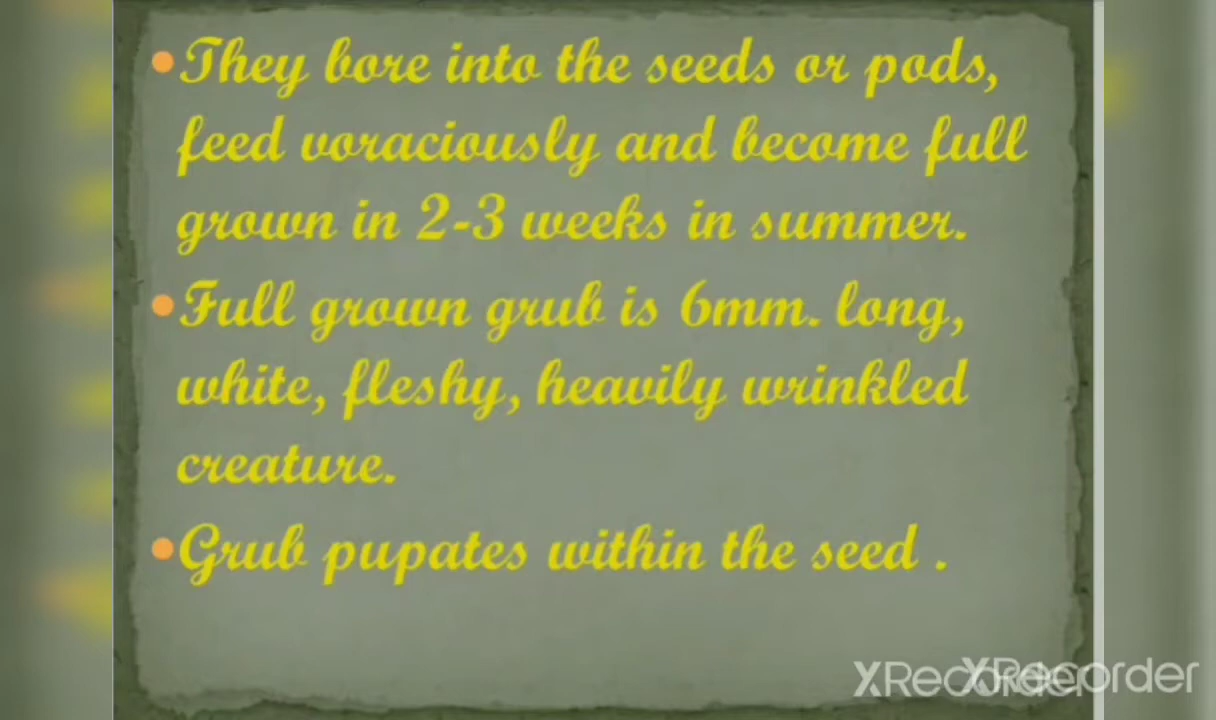 •They bore into the seeds or pods,
feed voraciously and become full
grown in 2-3 weeks in summer.
•Full grown grub is 6mm. long,
white, fleshy, heavily wrinkled
creature.
•Grub pupates within the seed .
XRecorder XRecorder